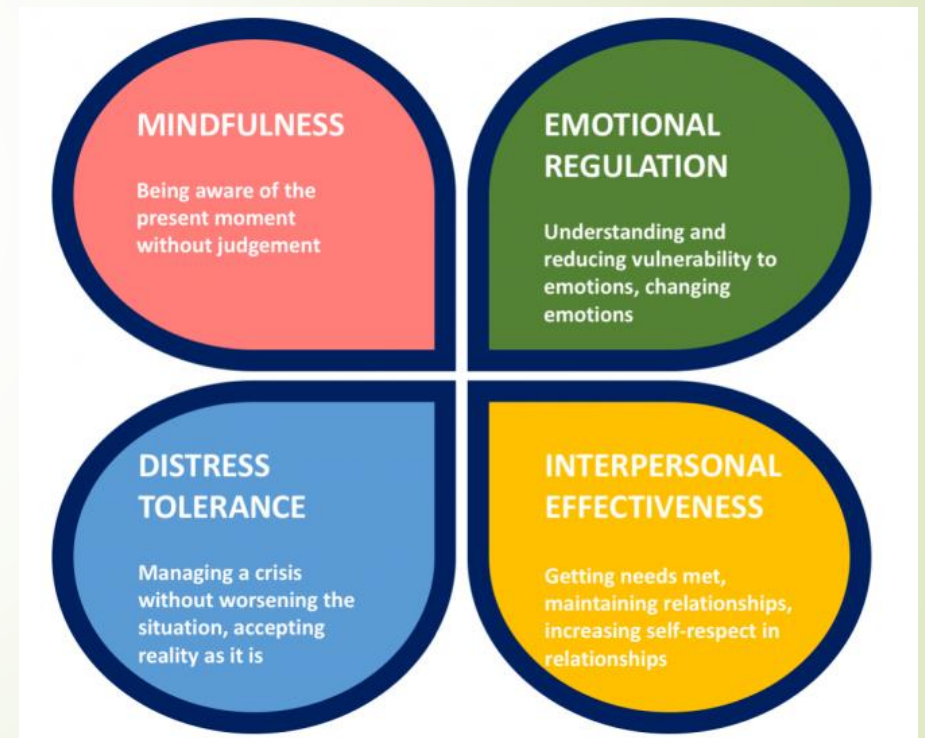 MINDFULNESS
Being aware of the
present moment
without judgement
EMOTIONAL
REGULATION
Understanding and
reducing vulnerability to
emotions, changing
emotions
DISTRESS
TOLERANCE
Managing a crisis
without worsening the
situation, accepting
reality as it is
INTERPERSONAL
EFFECTIVENESS
Getting needs met,
maintaining relationships,
increasing self-respect in
relationships